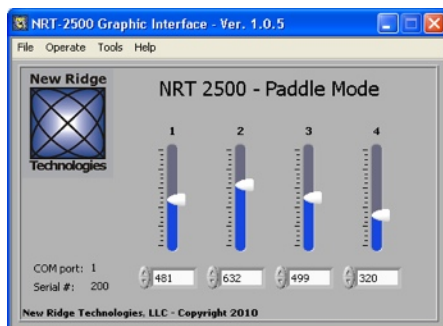 NRT-2500 Graphic Interface - Ver. 1.0.5
File Operate Tools Help
New Ridge
Technologies
NRT 2500 - Paddle Mode
1 2 3 4
COM port: 1
Serial #: 200
481 632 499 320
New Ridge Technologies, LLC - Copyright 2010